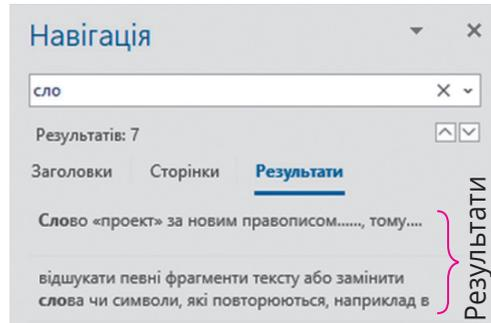 Навігація
сло
Результатів: 7
Заголовки Сторінки Результати
Слово «проект» за новим правописом......, тому....
відшукати певні фрагменти тексту або замінити
слова чи символи, які повторюються, наприклад в
Результати